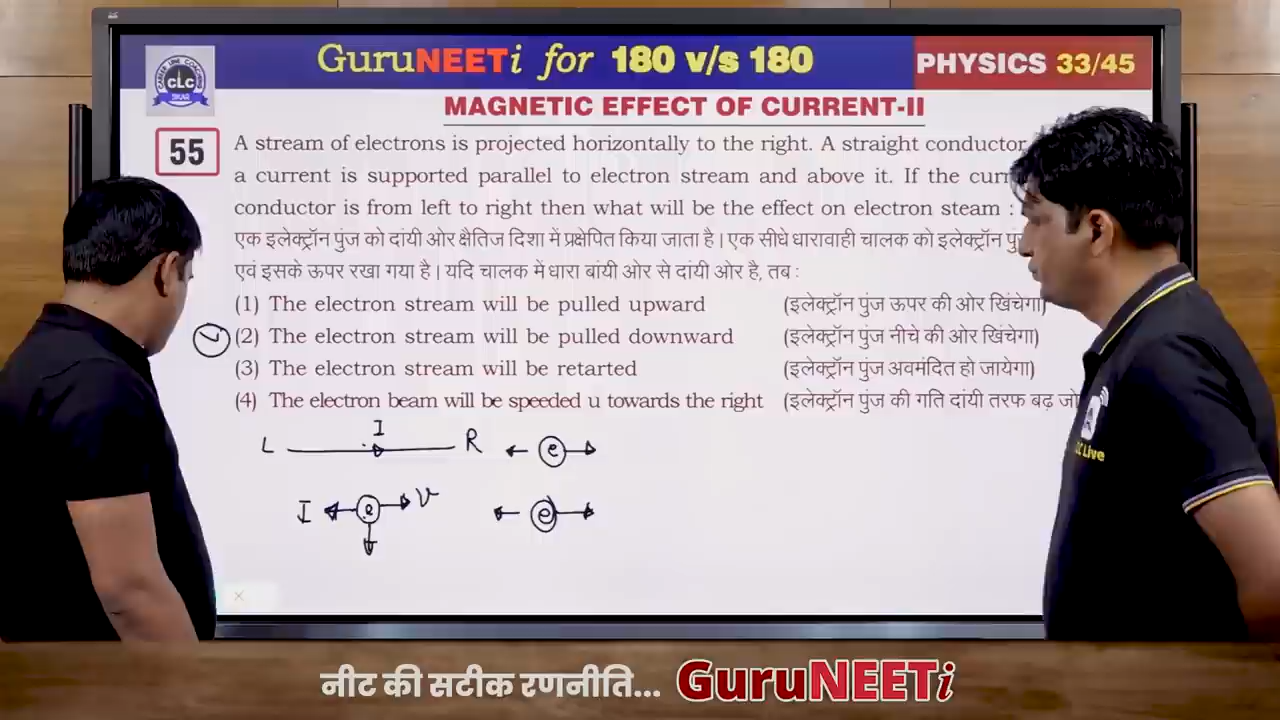 GuruNEETi for 180 v/s 180
PHYSICS 33/45
CLC
SIKAR
MAGNETIC EFFECT OF CURRENT-II
55
A stream of electrons is projected horizontally to the right. A straight conductor
a current is supported parallel to electron stream and above it. If the curr
conductor is from left to right then what will be the effect on electron steam :
एक इलेक्ट्रॉन पुंज को दायी ओर क्षैतिज दिशा में प्रक्षेपित किया जाता है। एक सीधे धारावाही चालक को इलेक्ट्रॉन
एवं इसके ऊपर रखा गया है। यदि चालक में धारा बांयी ओर से दांयी ओर है, तब :
(1) The electron stream will be pulled upward (इलेक्ट्रॉन पुंज ऊपर की ओर खिंचेगा)
(2) The electron stream will be pulled downward (इलेक्ट्रॉन पुंज नीचे की ओर खिंचेगा)
(3) The electron stream will be retarted (इलेक्ट्रॉन पुंज अवमंदित हो जायेगा)
(4) The electron beam will be speeded u towards the right (इलेक्ट्रॉन पुंज की गति दांयी तरफ बढ़ जो
L I R e
I e V e
LC Live
नीट की सटीक रणनीति... GuruNEETi